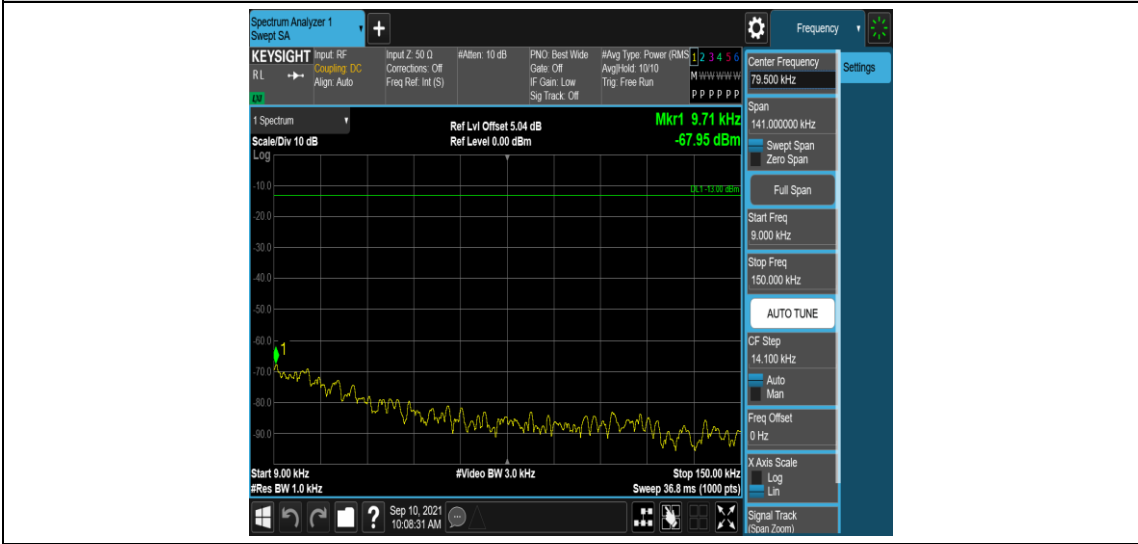 Spectrum Analyzer 1
Swept SA
+
Frequency
KEYSIGHT
RL
LXI
Input: RF
Coupling: DC
Align: Auto
Input Z: 50 Ω
Corrections: Off
Freq Ref: Int (S)
#Atten: 10 dB
PNO: Best Wide
Gate: Off
IF Gain: Low
Sig Track: Off
#Avg Type: Power (RMS
Avg|Hold: 10/10
Trig: Free Run
1 2 3 4 5 6
M W W W W W
P P P P P P
1 Spectrum
Scale/Div 10 dB
Ref Lvl Offset 5.04 dB
Ref Level 0.00 dBm
Mkr1 9.71 kHz
-67.95 dBm
Log
DL1 -13.00 dBm
-10.0
-20.0
-30.0
-40.0
-50.0
-60.0
1
-70.0
-80.0
-90.0
Start 9.00 kHz
#Video BW 3.0 kHz
Stop 150.00 kHz
#Res BW 1.0 kHz
Sweep 36.8 ms (1000 pts)
Sep 10, 2021
10:08:31 AM
?
Center Frequency
79.500 kHz
Settings
Span
141.000000 kHz
Swept Span
Zero Span
Full Span
Start Freq
9.000 kHz
Stop Freq
150.000 kHz
AUTO TUNE
CF Step
14.100 kHz
Auto
Man
Freq Offset
0 Hz
X Axis Scale
Log
Lin
Signal Track
(Span Zoom)